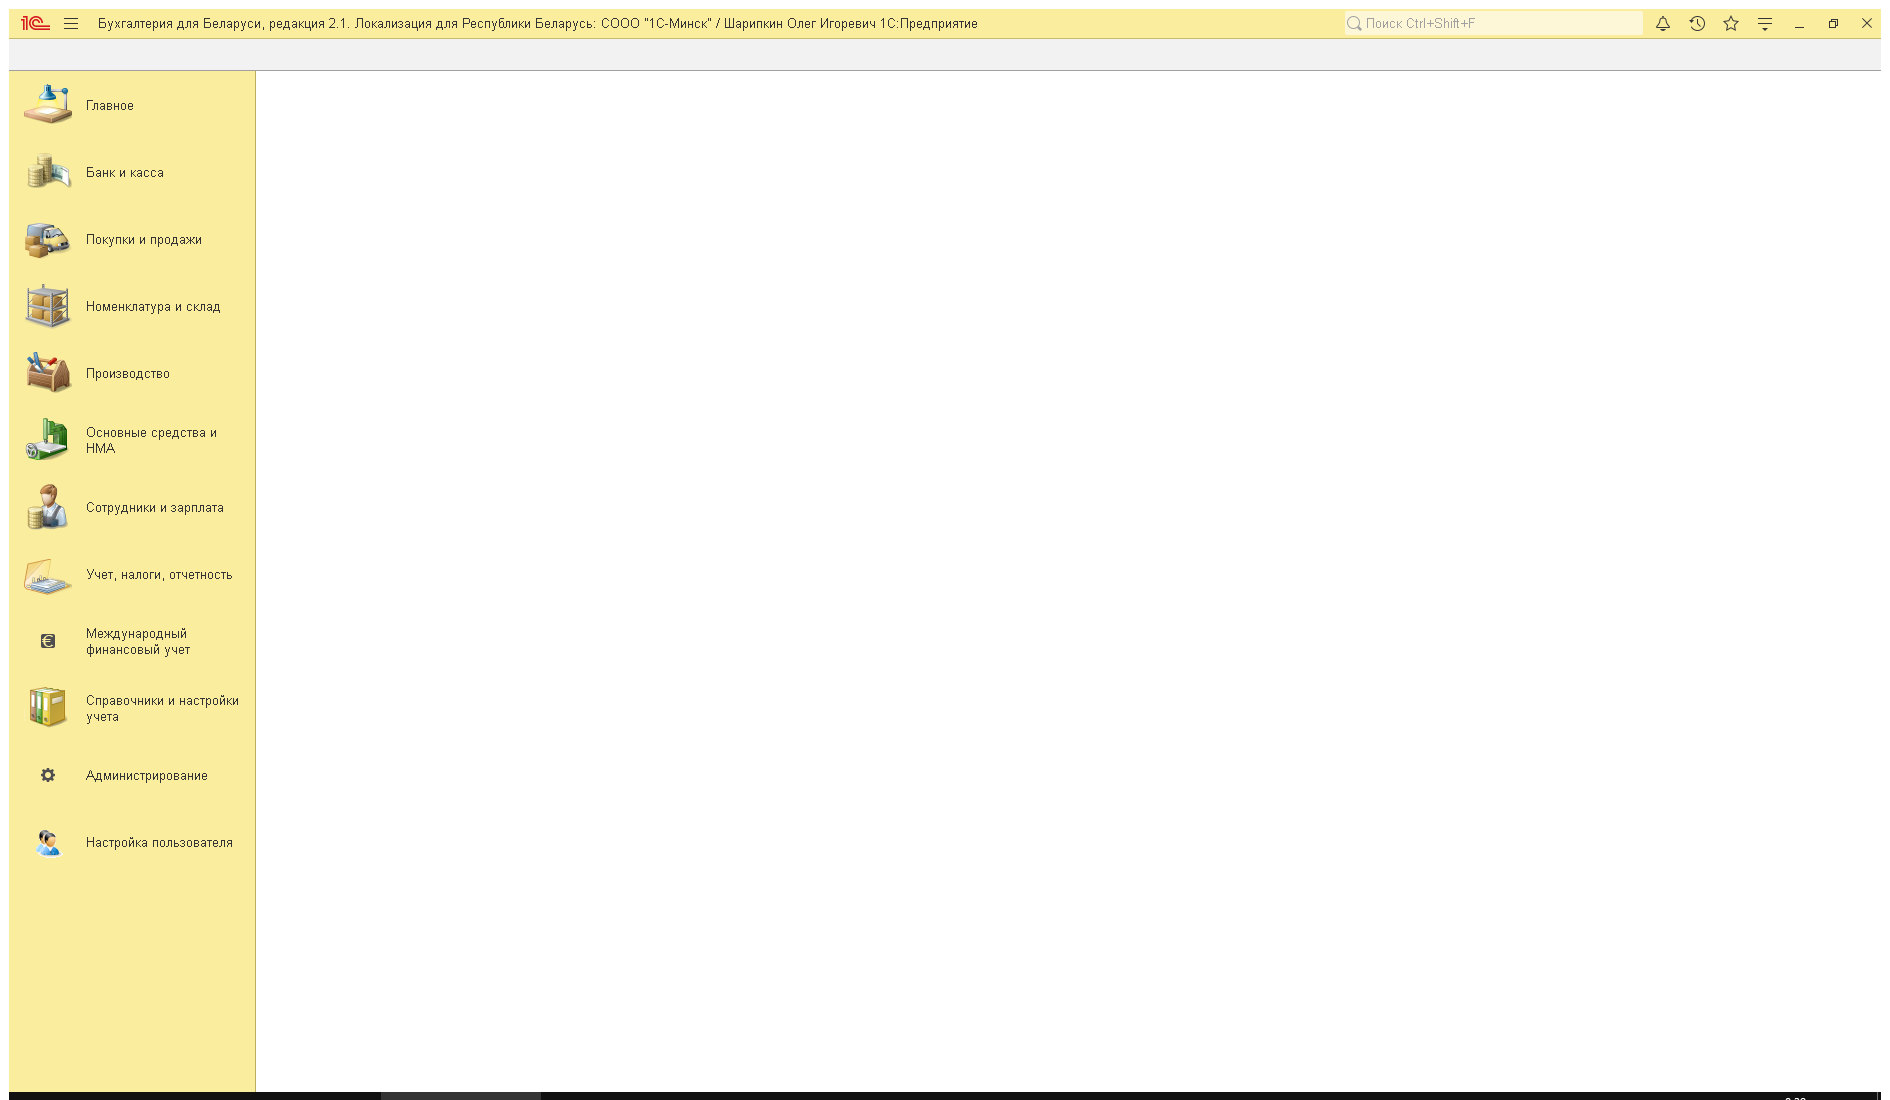 1С Бухгалтерия для Беларуси, редакция 2.1. Локализация для Республики Беларусь: СООО "1С-Минск" / Шарипкин Олег Игоревич 1С:Предприятие Поиск Ctrl+Shift+F
Главное
Банк и касса
Покупки и продажи
Номенклатура и склад
Производство
Основные средства и
НМА
Сотрудники и зарплата
Учет, налоги, отчетность
Международный
финансовый учет
Справочники и настройки
учета
Администрирование
Настройка пользователя